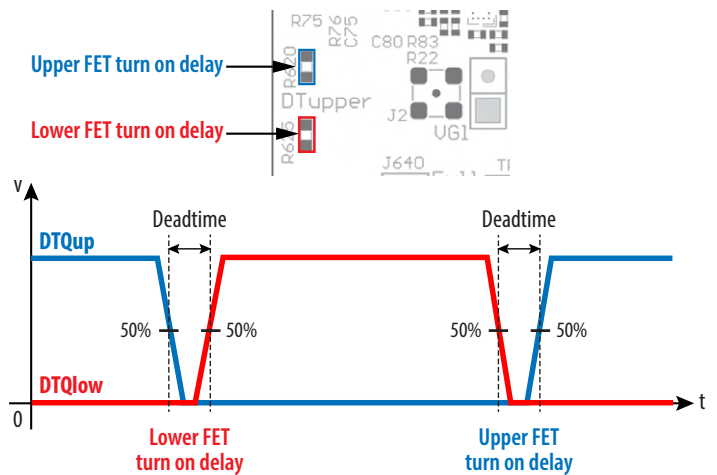 R75
R76
C75
C80 R83
R22
Upper FET turn on delay
R620
DTupper
Lower FET turn on delay
R625
J2
VG1
J640
V
Deadtime
Deadtime
DTQup
50%
50%
50%
50%
DTQlow
0
t
Lower FET
turn on delay
Upper FET
turn on delay